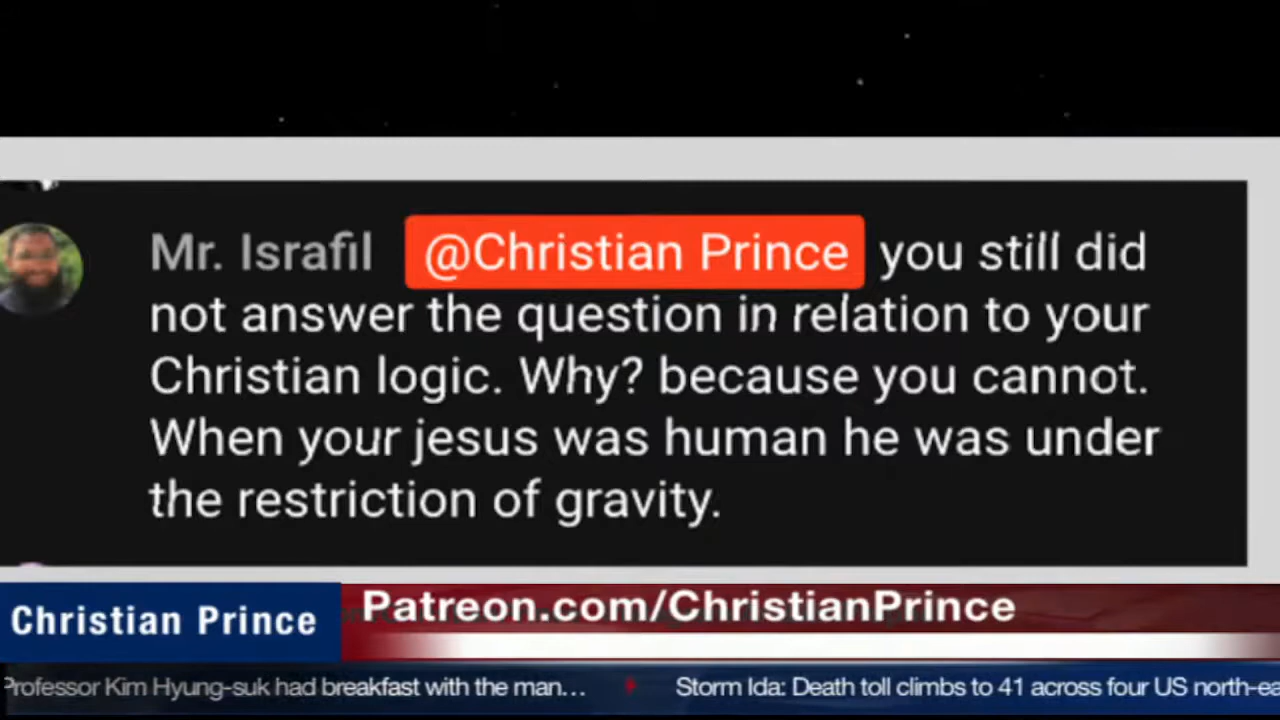 Mr. Israfil @Christian Prince you still did
not answer the question in relation to your
Christian logic. Why? because you cannot.
When your jesus was human he was under
the restriction of gravity.
Christian Prince
Patreon.com/ChristianPrince
Professor Kim Hyung-suk had breakfast with the man…
Storm Ida: Death toll climbs to 41 across four US north-ea